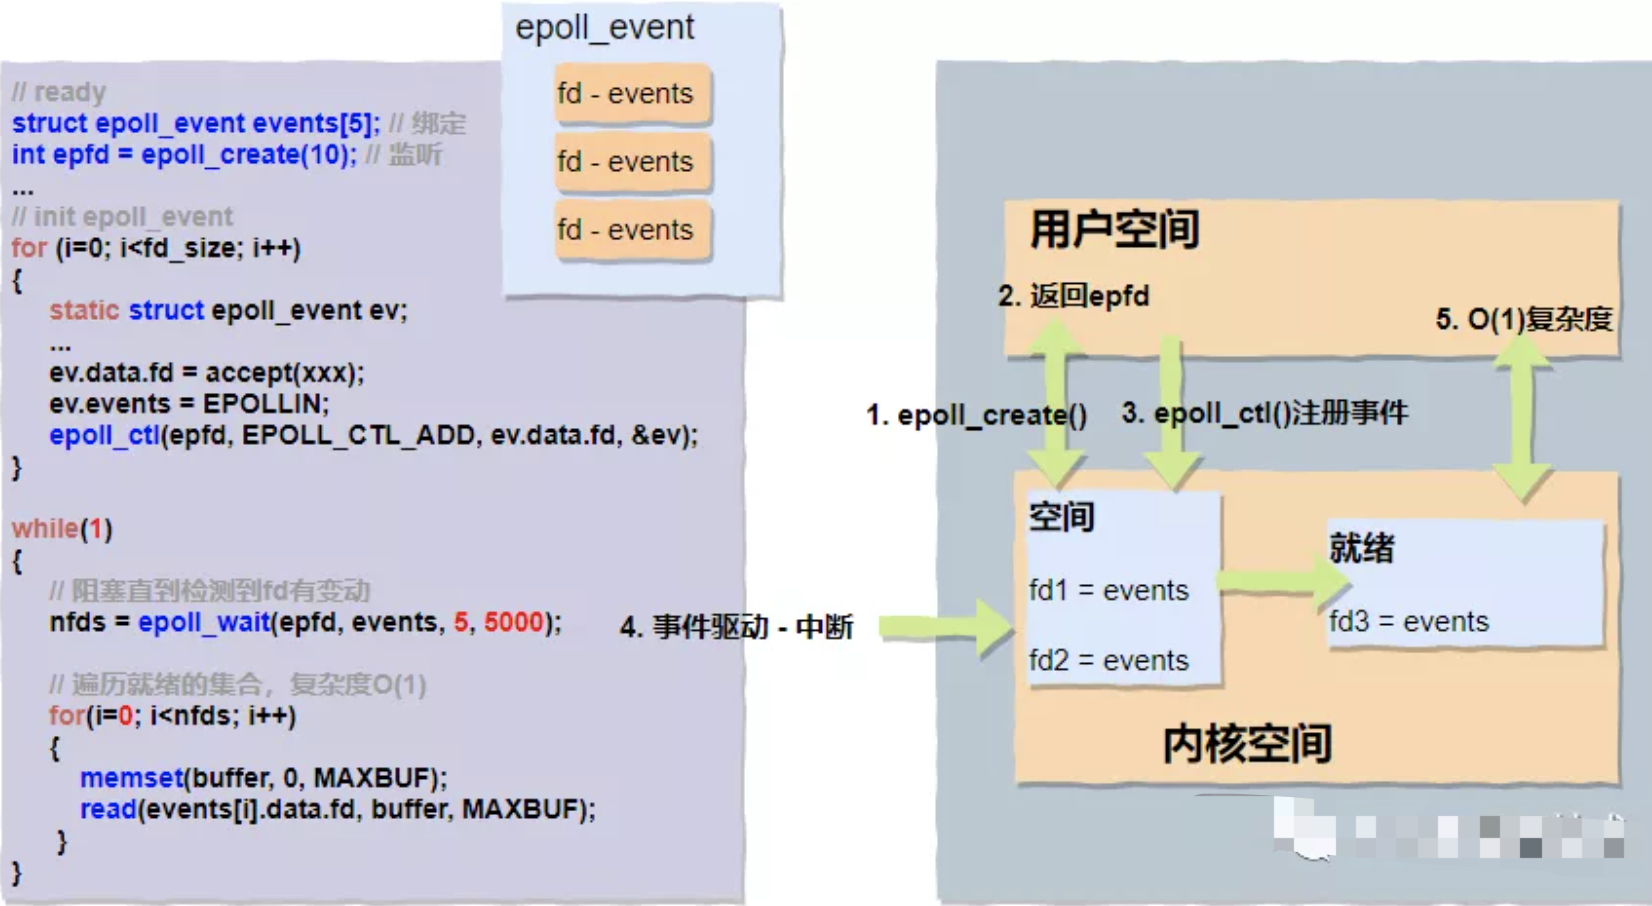 epoll_event
fd - events
fd - events
fd - events
// ready
struct epoll_event events[5]; // 绑定
int epfd = epoll_create(10); // 监听
...
// init epoll_event
for (i=0; i<fd_size; i++)
{
static struct epoll_event ev;
...
ev.data.fd = accept(xxx);
ev.events = EPOLLIN;
epoll_ctl(epfd, EPOLL_CTL_ADD, ev.data.fd, &ev);
}
while(1)
{
// 阻塞直到检测到fd有变动
nfds = epoll_wait(epfd, events, 5, 5000);
// 遍历就绪的集合，复杂度O(1)
for(i=0; i<nfds; i++)
{
memset(buffer, 0, MAXBUF);
read(events[i].data.fd, buffer, MAXBUF);
}
}
用户空间
2. 返回epfd
5. O(1)复杂度
1. epoll_create()
3. epoll_ctl()注册事件
空间
fd1 = events
fd2 = events
就绪
fd3 = events
4. 事件驱动 - 中断
内核空间